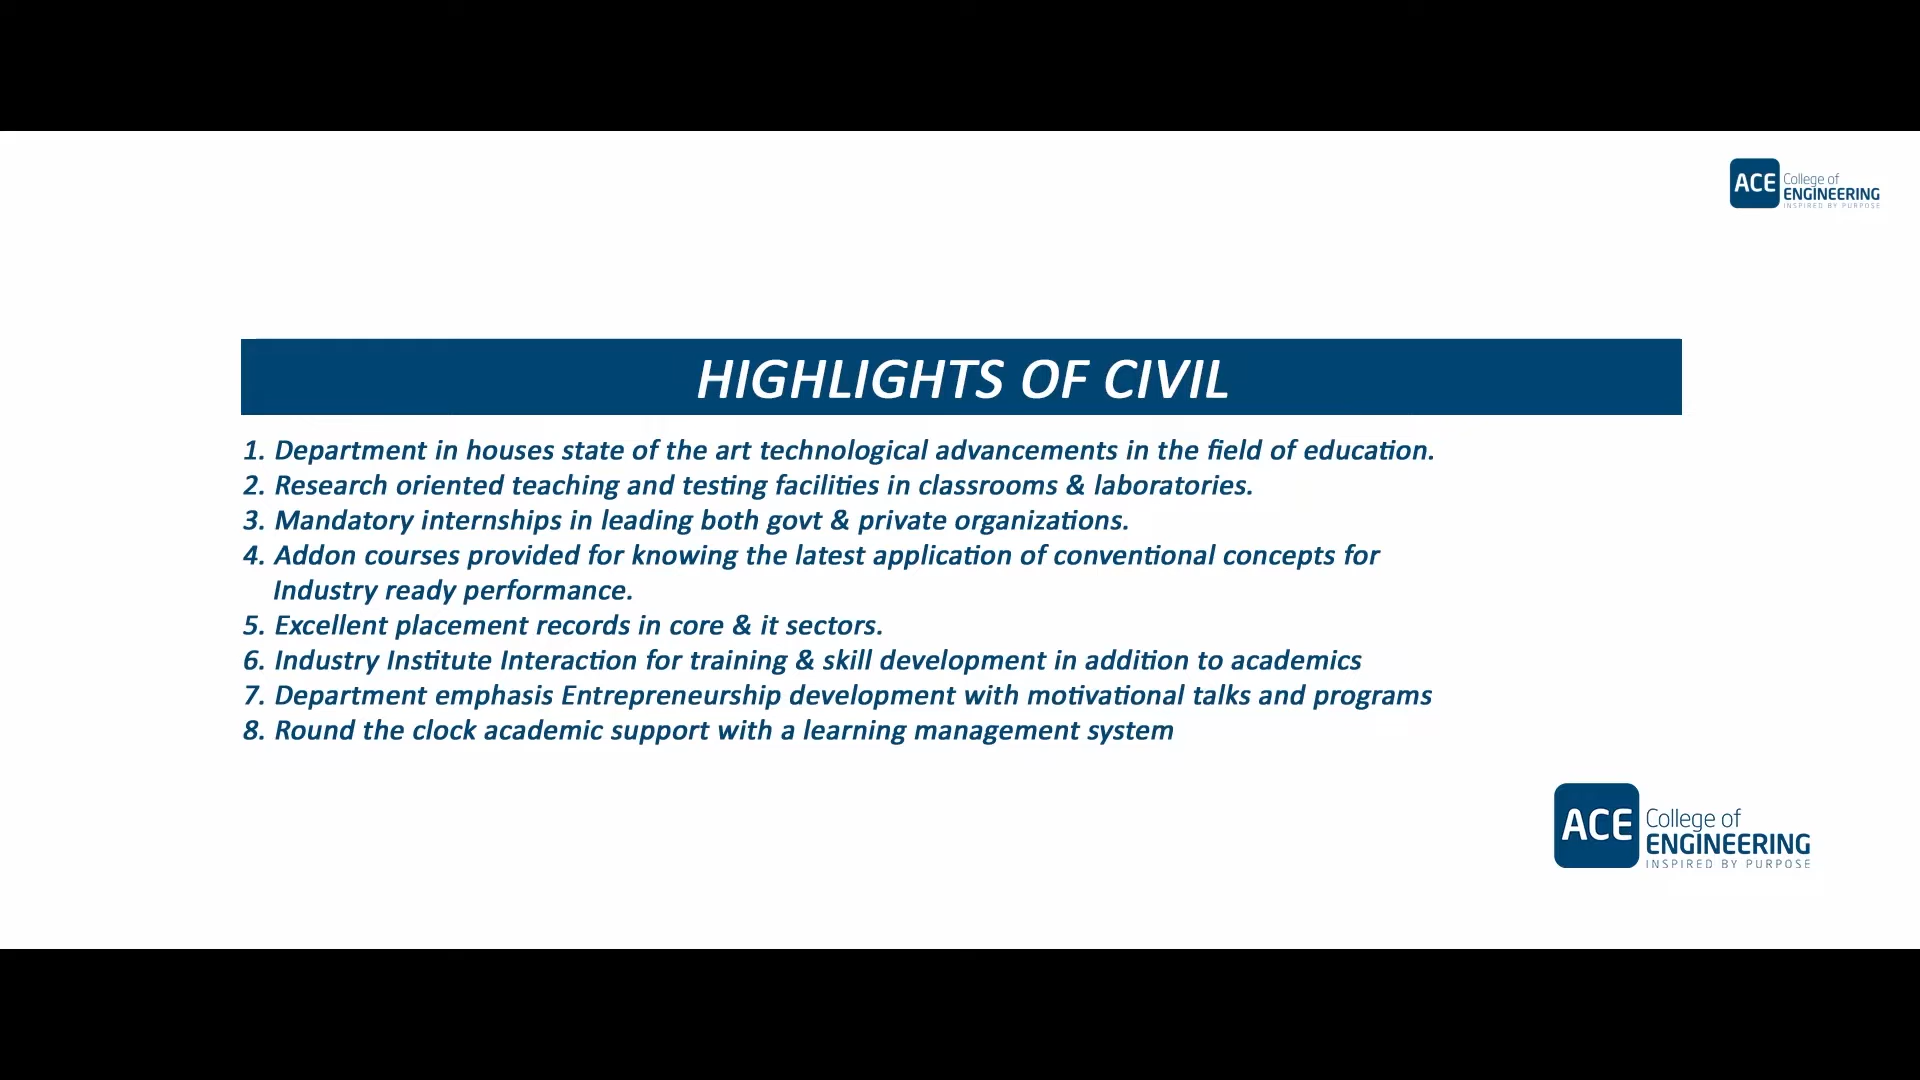 ACE College of
ENGINEERING
INSPIRED BY PURPOSE
HIGHLIGHTS OF CIVIL
1. Department in houses state of the art technological advancements in the field of education.
2. Research oriented teaching and testing facilities in classrooms & laboratories.
3. Mandatory internships in leading both govt & private organizations.
4. Addon courses provided for knowing the latest application of conventional concepts for
Industry ready performance.
5. Excellent placement records in core & it sectors.
6. Industry Institute Interaction for training & skill development in addition to academics
7. Department emphasis Entrepreneurship development with motivational talks and programs
8. Round the clock academic support with a learning management system
ACE College of
ENGINEERING
INSPIRED BY PURPOSE